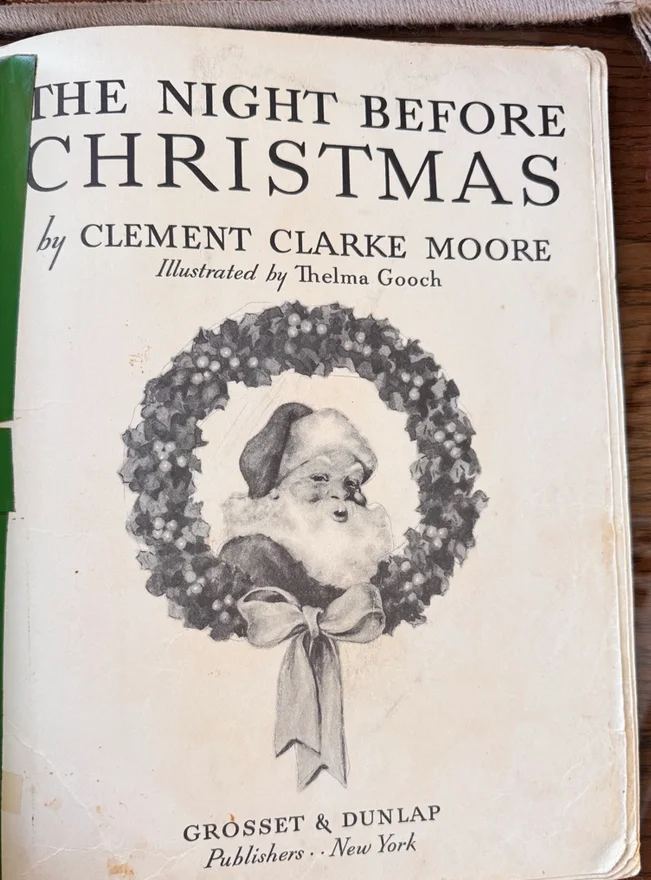 THE NIGHT BEFORE
CHRISTMAS
by CLEMENT CLARKE MOORE
Illustrated by Thelma Gooch
GROSSET & DUNLAP
Publishers . . New York